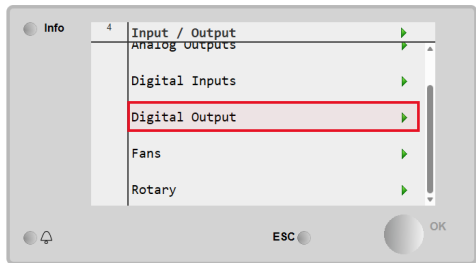 Info
4
Input / Output
Analog Outputs
Digital Inputs
Digital Output
Fans
Rotary
ESC
OK